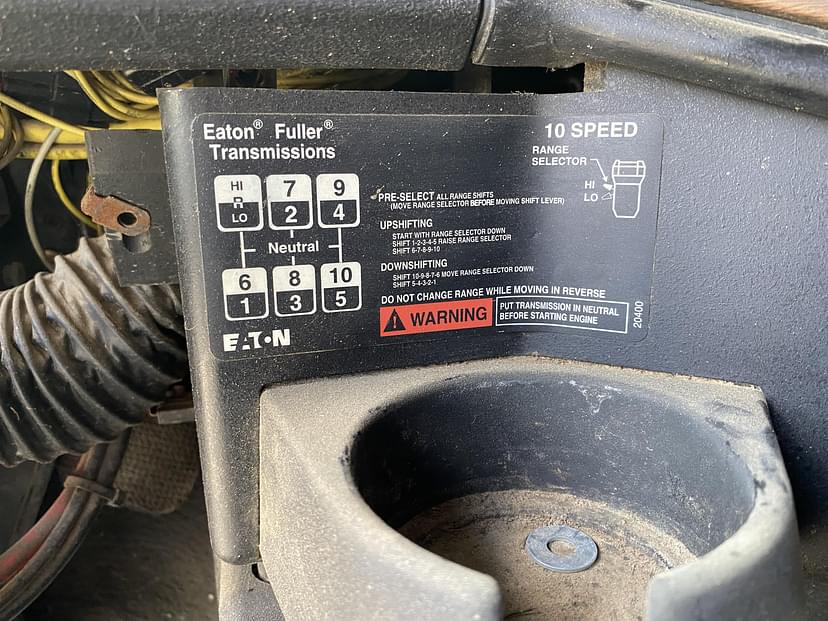 Eaton® Fuller® 10 SPEED
Transmissions
RANGE
SELECTOR
HI
LO
HI
R
LO
7
2
9
4
Neutral
6
1
8
3
10
5
EATON
PRE-SELECT ALL RANGE SHIFTS
(MOVE RANGE SELECTOR BEFORE MOVING SHIFT LEVER)
UPSHIFTING
START WITH RANGE SELECTOR DOWN
SHIFT 1-2-3-4-5 RAISE RANGE SELECTOR
SHIFT 6-7-8-9-10
DOWNSHIFTING
SHIFT 10-9-8-7-6 MOVE RANGE SELECTOR DOWN
SHIFT 5-4-3-2-1
DO NOT CHANGE RANGE WHILE MOVING IN REVERSE
WARNING
PUT TRANSMISSION IN NEUTRAL
BEFORE STARTING ENGINE
20400